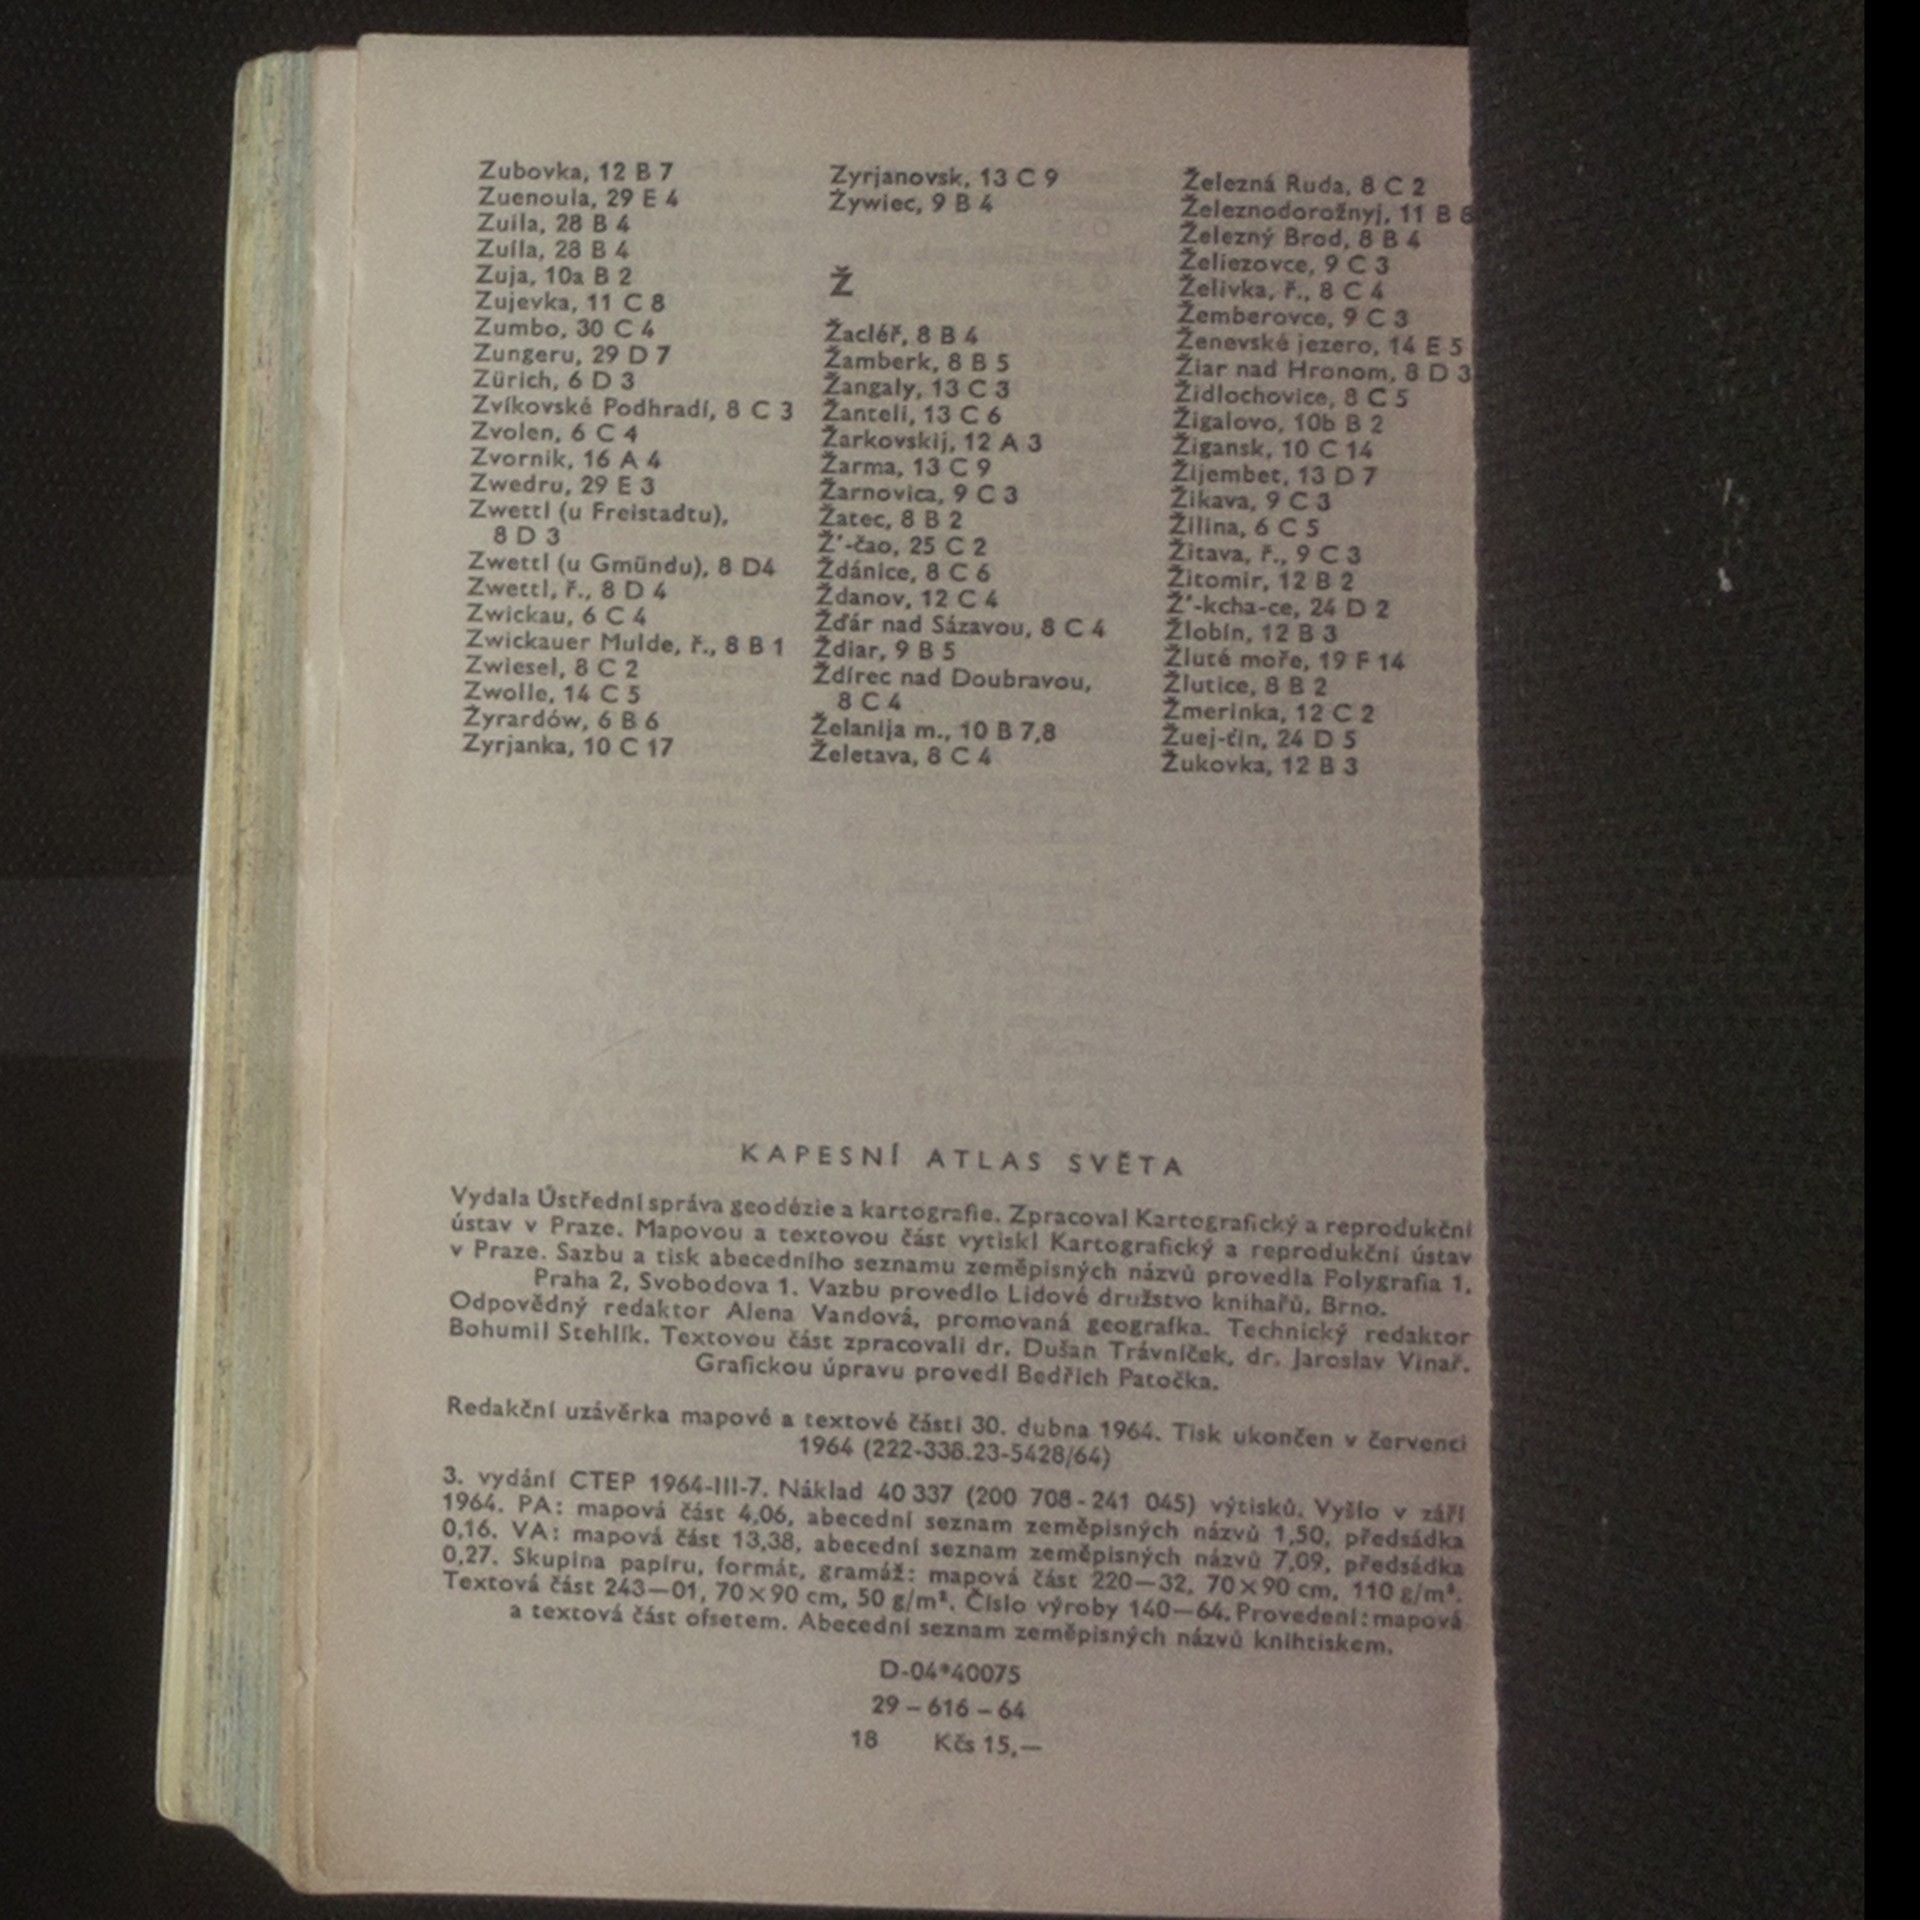 Zubovka, 12 B 7
Zuenoula, 29 E 4
Zuila, 28 B 4
Zulla, 28 B 4
Zuja, 10a B 2
Zujevka, 11 C 8
Zumbo, 30 C 4
Zungeru, 29 D 7
Zürich, 6 D 3
Zvíkovské Podhradí, 8 C 3
Zvolen, 6 C 4
Zvornik, 16 A 4
Zwedru, 29 E 3
Zwettl (u Freistadtu),
8 D 3
Zwettl (u Gmündu), 8 D4
Zwettl, ř., 8 D 4
Zwickau, 6 C 4
Zwickauer Mulde, ř., 8 B 1
Zwiesel, 8 C 2
Zwolle, 14 C 5
Żyrardów, 6 B 6
Zyrjanka, 10 C 17
Zyrjanovsk, 13 C 9
Żywiec, 9 B 4
Ž
Žacléř, 8 B 4
Žamberk, 8 B 5
Žangaly, 13 C 3
Žanteli, 13 C 6
Žarkovskij, 12 A 3
Žarma, 13 C 9
Žarnovica, 9 C 3
Žatec, 8 B 2
Ž'-čao, 25 C 2
Ždánice, 8 C 6
Ždanov, 12 C 4
Žďár nad Sázavou, 8 C 4
Ždiar, 9 B 5
Ždírec nad Doubravou,
8 C 4
Želanija m., 10 B 7,8
Želetava, 8 C 4
Železná Ruda, 8 C 2
Železnodorožnyj, 11 B 8
Železný Brod, 8 B 4
Želiezovce, 9 C 3
Želivka, ř., 8 C 4
Žemberovce, 9 C 3
Ženevské jezero, 14 E 5
Žiar nad Hronom, 8 D 3
Židlochovice, 8 C 5
Žigalovo, 10b B 2
Žigansk, 10 C 14
Žijembet, 13 D 7
Žikava, 9 C 3
Žilina, 6 C 5
Žitava, ř., 9 C 3
Žitomir, 12 B 2
Ž'-kcha-ce, 24 D 2
Žlobin, 12 B 3
Žluté moře, 19 F 14
Žlutice, 8 B 2
Žmerinka, 12 C 2
Žuej-ťin, 24 D 5
Žukovka, 12 B 3
KAPESNÍ ATLAS SVĚTA
Vydala Ústřední správa geodézie a kartografie. Zpracoval Kartografický a reprodukční
ústav v Praze. Mapovou a textovou část vytiskl Kartografický a reprodukční ústav
v Praze. Sazbu a tisk abecedního seznamu zeměpisných názvů provedla Polygrafia 1,
Praha 2, Svobodova 1. Vazbu provedlo Lidové družstvo knihařů, Brno.
Odpovědný redaktor Alena Vandová, promovaná geografka. Technický redaktor
Bohumil Stehlík. Textovou část zpracovali dr. Dušan Trávníček, dr. Jaroslav Vinař.
Grafickou úpravu provedl Bedřich Patočka.
Redakční uzávěrka mapové a textové části 30. dubna 1964. Tisk ukončen v červenci
1964 (222-338.23-5428/64)
3. vydání CTEP 1964-III-7. Náklad 40 337 (200 708-241 045) výtisků. Vyšlo v září
1964. PA: mapová část 4,06, abecední seznam zeměpisných názvů 1,50, předsádka
0,16. VA: mapová část 13,38, abecední seznam zeměpisných názvů 7,09, předsádka
0,27. Skupina papíru, formát, gramáž: mapová část 220—32, 70×90 cm, 110 g/m².
Textová část 243—01, 70×90 cm, 50 g/m². Číslo výroby 140—64. Provedení: mapová
a textová část ofsetem. Abecední seznam zeměpisných názvů knihtiskem.
D-04*40075
29 – 616 – 64
18 Kčs 15,—